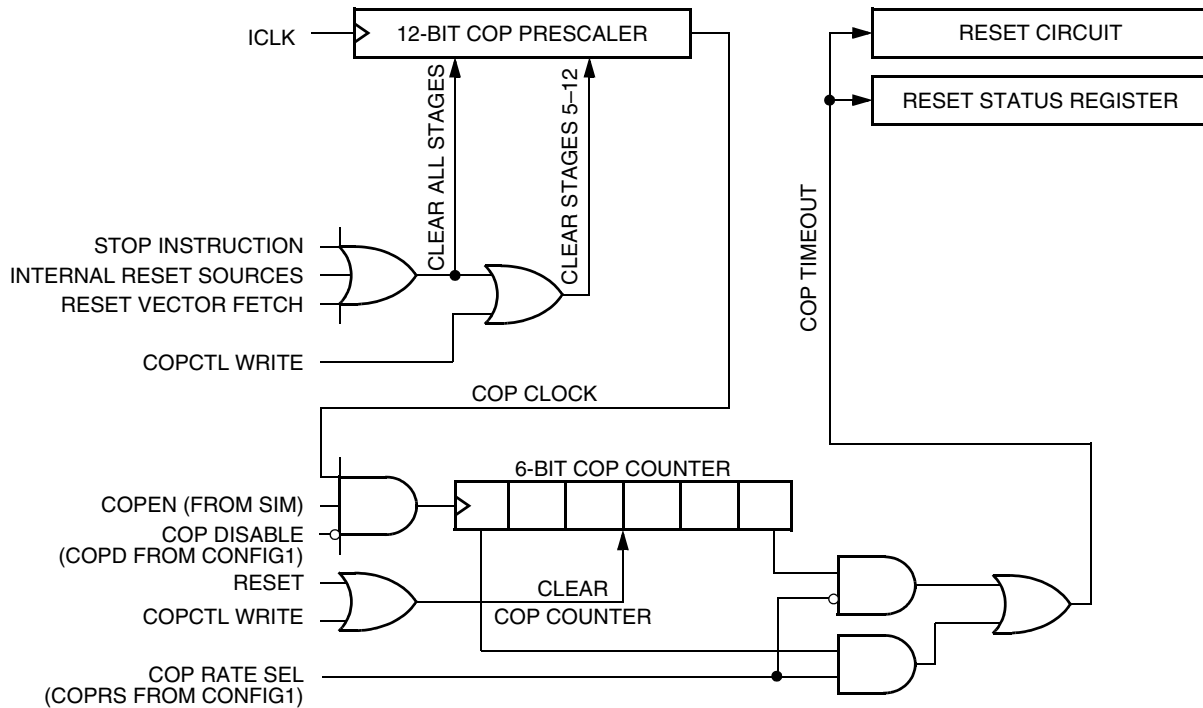 ICLK
12-BIT COP PRESCALER
RESET CIRCUIT
RESET STATUS REGISTER
CLEAR ALL STAGES
CLEAR STAGES 5–12
COP TIMEOUT
STOP INSTRUCTION
INTERNAL RESET SOURCES
RESET VECTOR FETCH
COPCTL WRITE
COP CLOCK
6-BIT COP COUNTER
COPEN (FROM SIM)
COP DISABLE
(COPD FROM CONFIG1)
RESET
COPCTL WRITE
CLEAR
COP COUNTER
COP RATE SEL
(COPRS FROM CONFIG1)